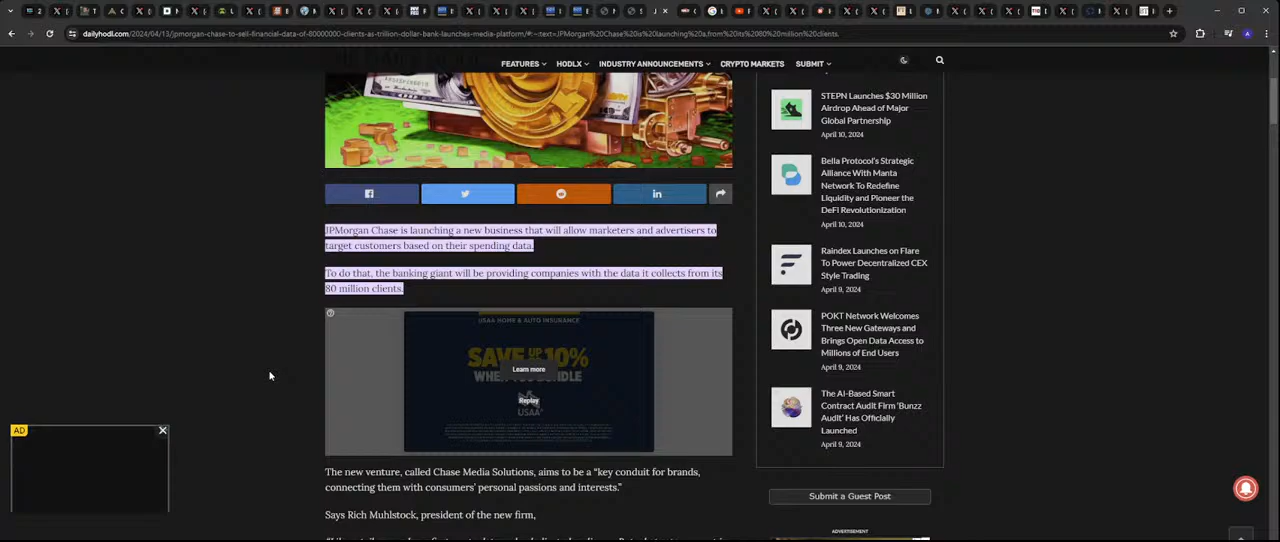 dailyhodl.com/2024/04/13/jpmorgan-chase-to-sell-financial-data-of-80000000-clients-as-trillion-dollar-bank-launches-media-platform/#:~:text=JPMorgan%20Chase%20is%20launching%20a,from%20its%2080%20million%20clients.
FEATURES
HODLX
INDUSTRY ANNOUNCEMENTS
CRYPTO MARKETS
SUBMIT
JPMorgan Chase is launching a new business that will allow marketers and advertisers to
target customers based on their spending data.
To do that, the banking giant will be providing companies with the data it collects from its
80 million clients.
USAA HOME & AUTO INSURANCE
SAVE UP TO 10%
WHEN YOU BUNDLE
Learn more
Replay
USAA
AD
The new venture, called Chase Media Solutions, aims to be a “key conduit for brands,
connecting them with consumers’ personal passions and interests.”
Says Rich Muhlstock, president of the new firm,
STEPN Launches $30 Million
Airdrop Ahead of Major
Global Partnership
April 10, 2024
Bella Protocol’s Strategic
Alliance With Manta
Network To Redefine
Liquidity and Pioneer the
DeFi Revolutionization
April 10, 2024
Raindex Launches on Flare
To Power Decentralized CEX
Style Trading
April 9, 2024
POKT Network Welcomes
Three New Gateways and
Brings Open Data Access to
Millions of End Users
April 9, 2024
The AI-Based Smart
Contract Audit Firm ‘Bunzz
Audit’ Has Officially
Launched
April 9, 2024
Submit a Guest Post
ADVERTISEMENT